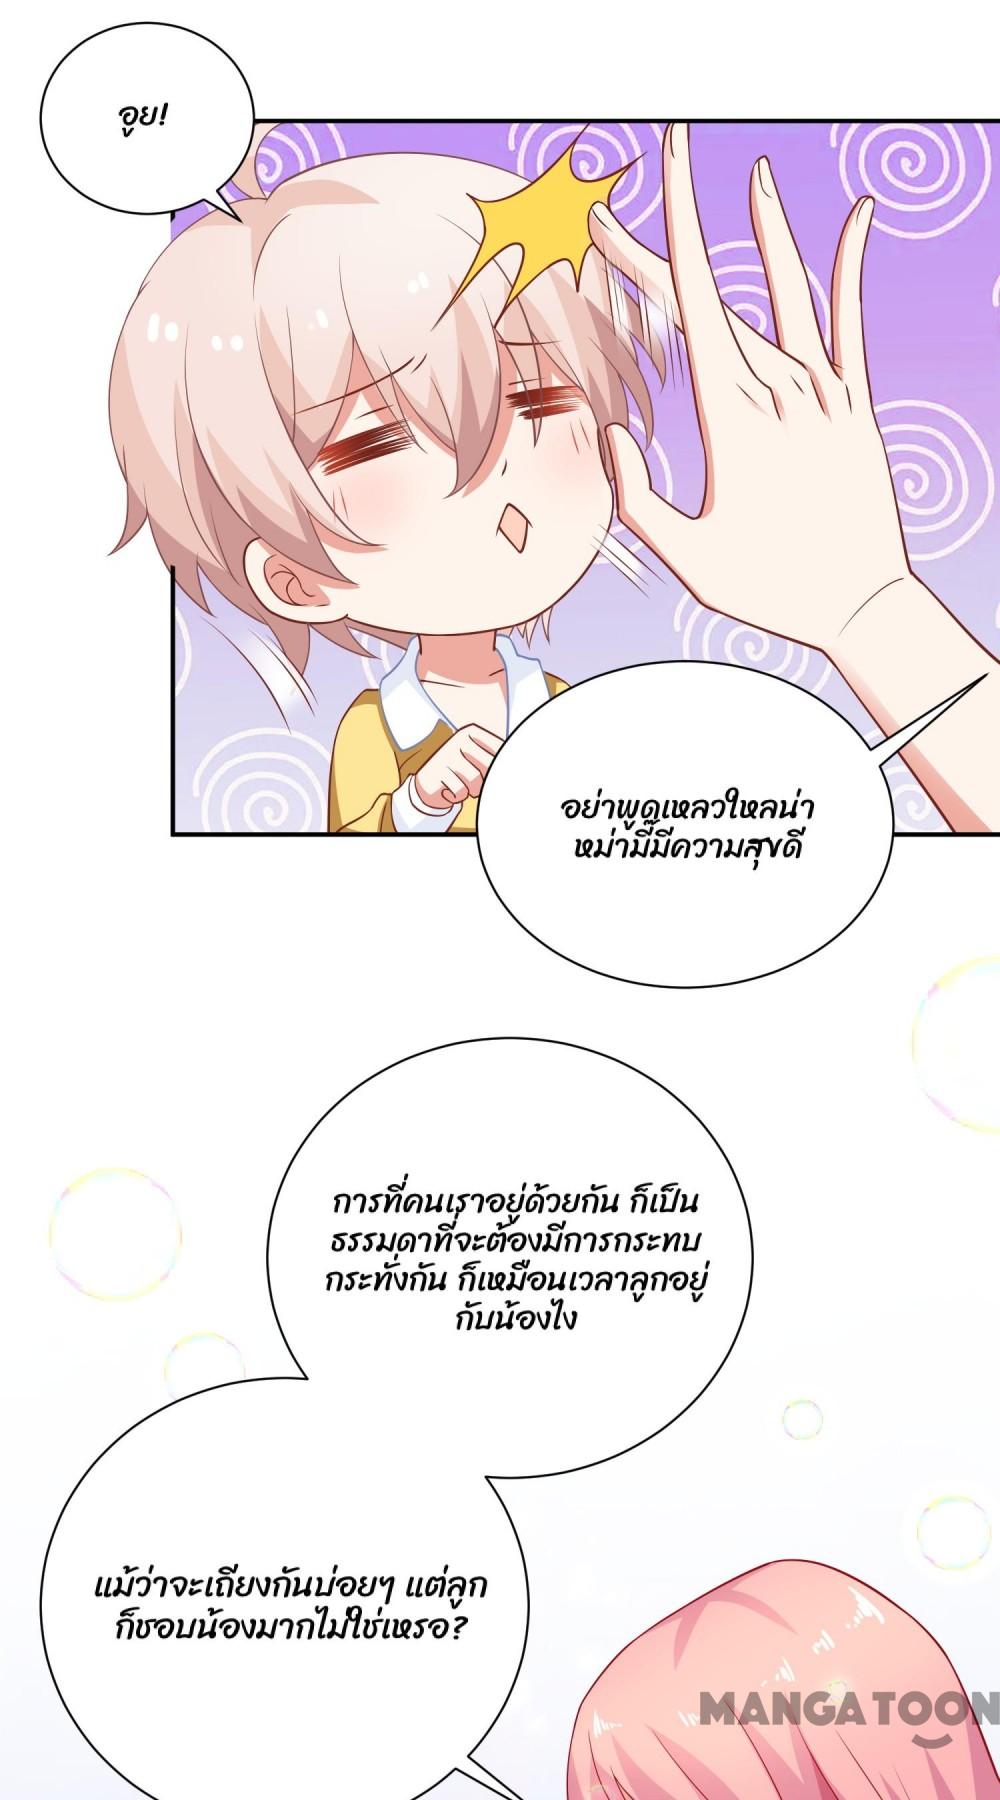 อูย!
อย่าพูดเหลวใหลน่า
หม่ามี๊มีความสุขดี
การที่คนเราอยู่ด้วยกัน ก็เป็น
ธรรมดาที่จะต้องมีการกระทบ
กระทั่งกัน ก็เหมือนเวลาลูกอยู่
กับน้องไง
แม้ว่าจะเถียงกันบ่อยๆ แต่ลูก
ก็ชอบน้องมากไม่ใช่เหรอ?
MANGATOON